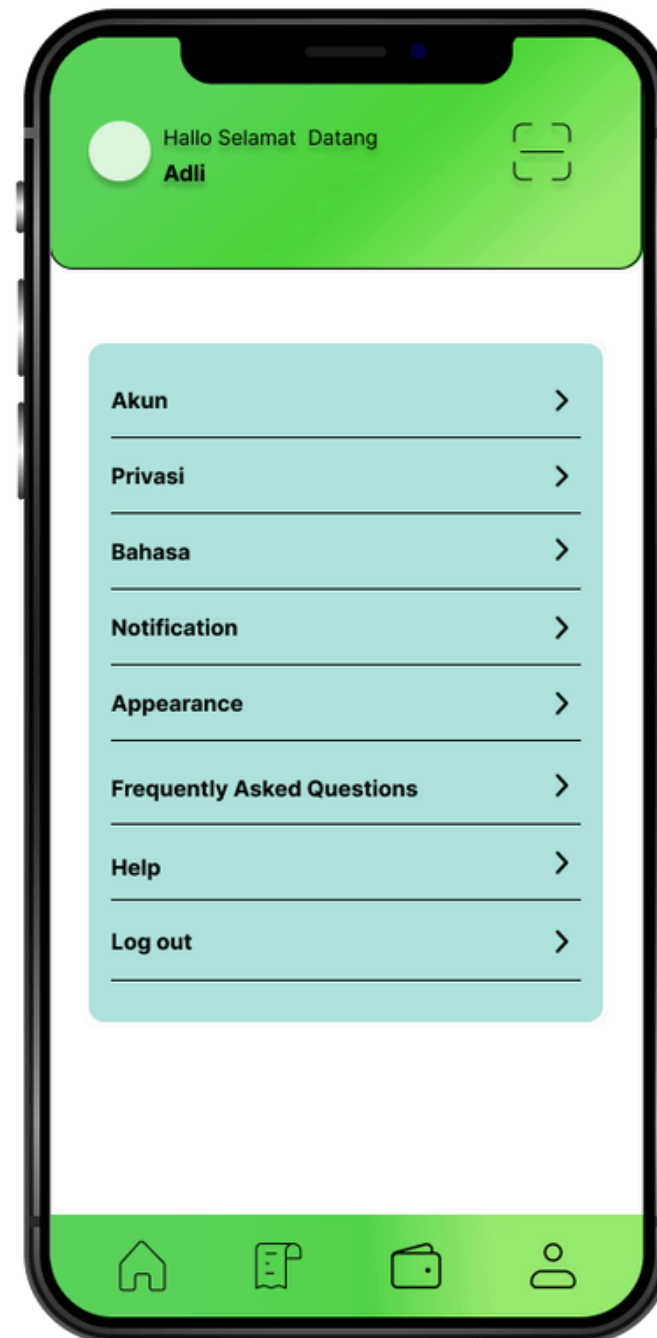 Hallo Selamat Datang
Adli
Akun
Privasi
Bahasa
Notification
Appearance
Frequently Asked Questions
Help
Log out